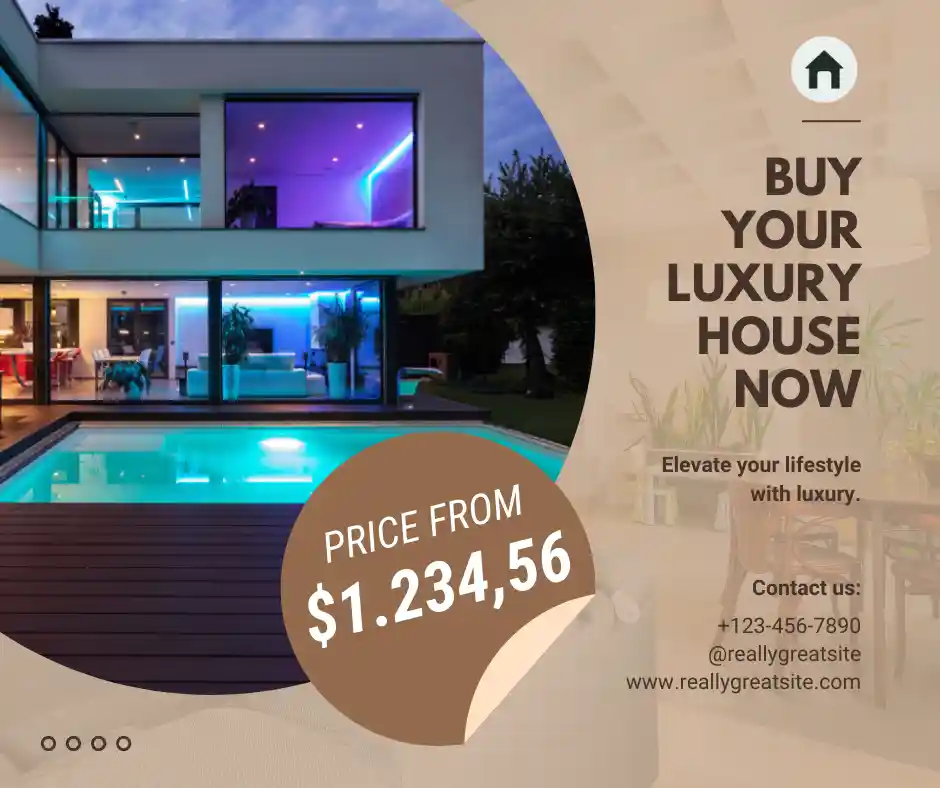 BUY
YOUR
LUXURY
HOUSE
NOW
Elevate your lifestyle
with luxury.
PRICE FROM
$1.234,56
Contact us:
+123-456-7890
@reallygreatsite
www.reallygreatsite.com